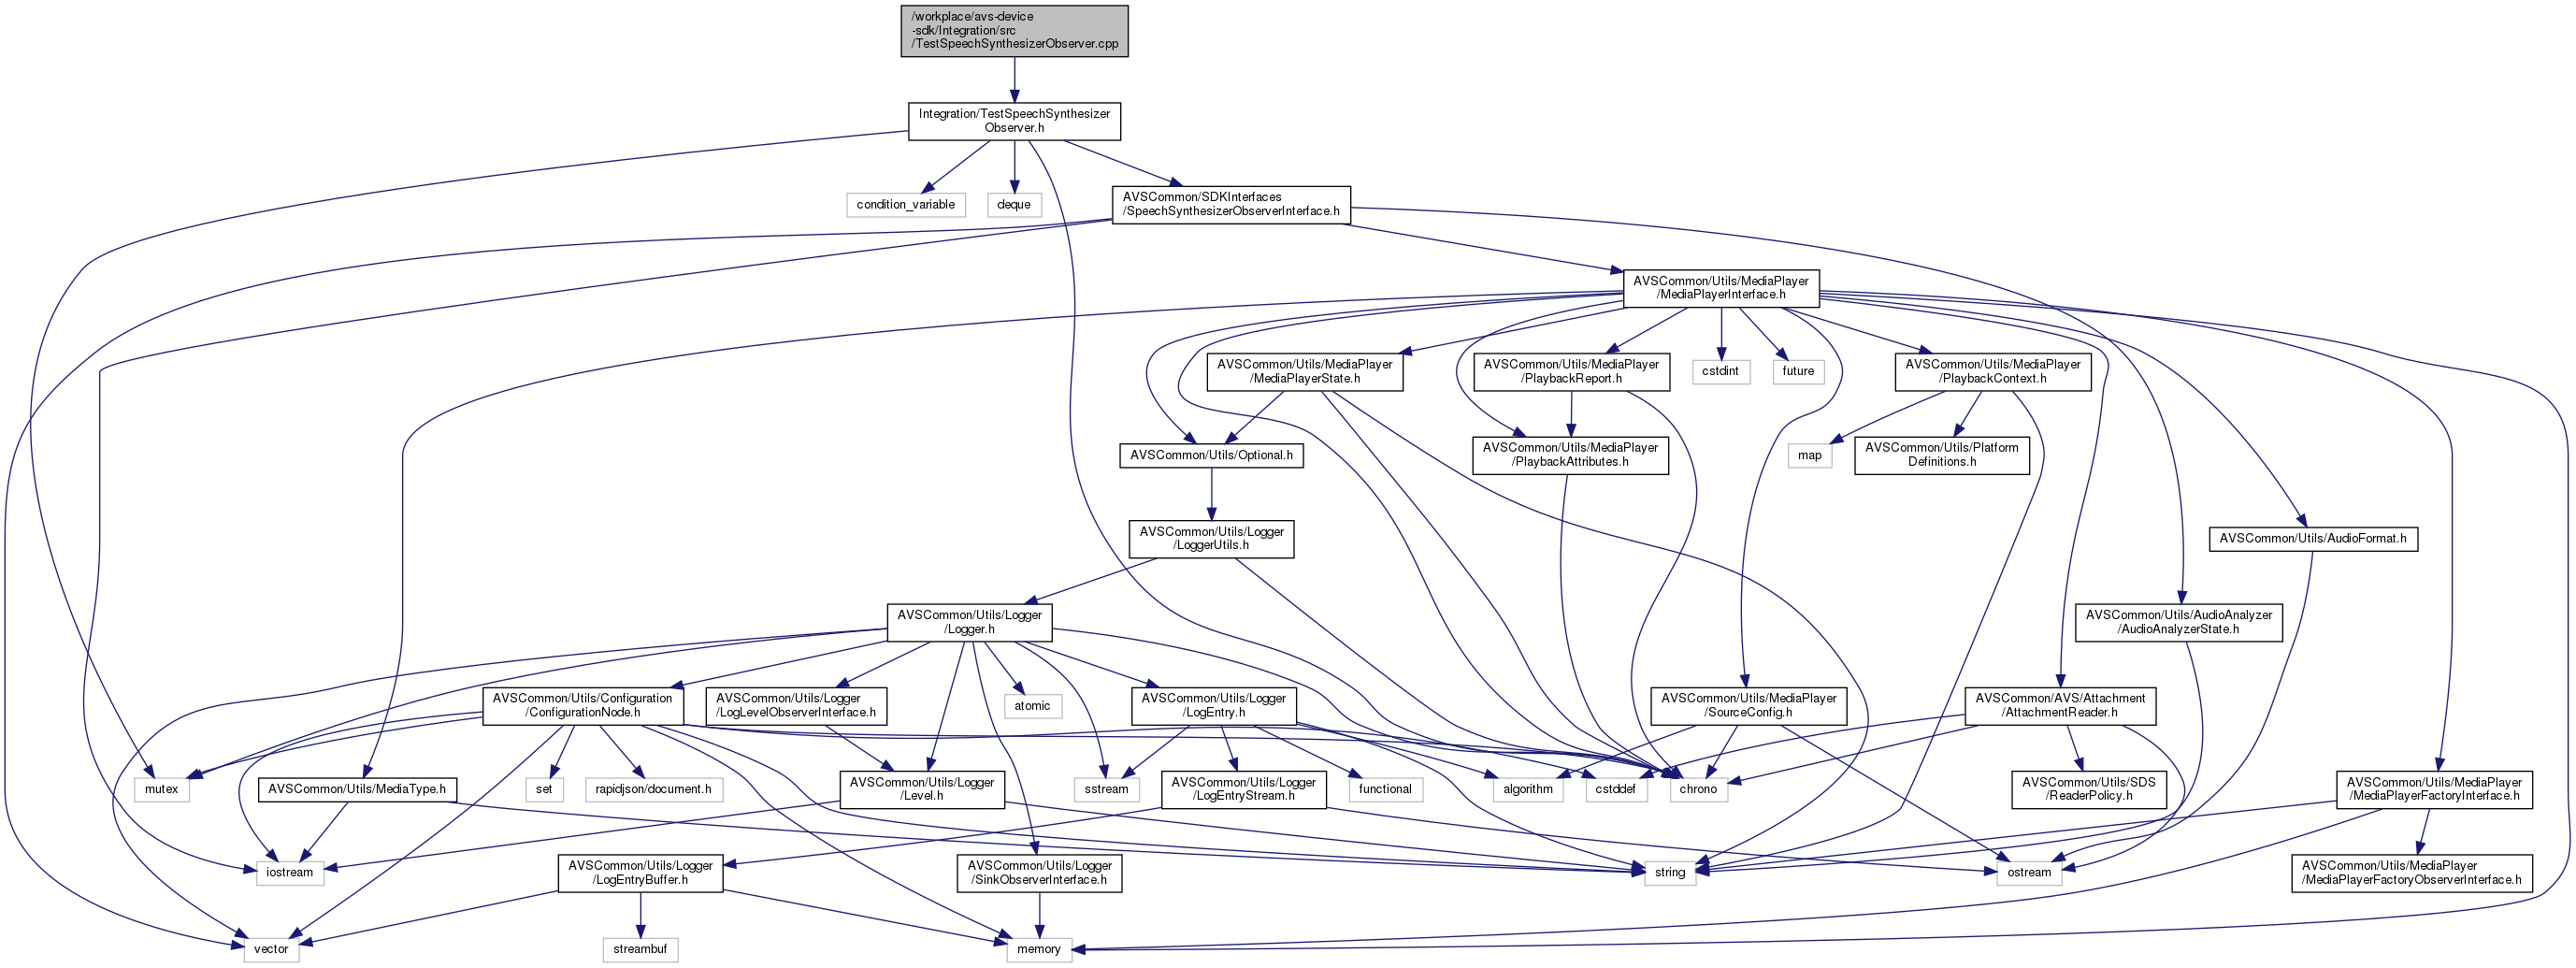 /workplace/avs-device
-sdk/Integration/src
/TestSpeechSynthesizerObserver.cpp
Integration/TestSpeechSynthesizer
Observer.h
condition_variable
deque
AVSCommon/SDKInterfaces
/SpeechSynthesizerObserverInterface.h
AVSCommon/Utils/MediaPlayer
/MediaPlayerInterface.h
AVSCommon/Utils/MediaPlayer
/MediaPlayerState.h
AVSCommon/Utils/MediaPlayer
/PlaybackReport.h
cstdint
future
AVSCommon/Utils/MediaPlayer
/PlaybackContext.h
AVSCommon/Utils/Optional.h
AVSCommon/Utils/MediaPlayer
/PlaybackAttributes.h
map
AVSCommon/Utils/Platform
Definitions.h
AVSCommon/Utils/Logger
/LoggerUtils.h
AVSCommon/Utils/AudioFormat.h
AVSCommon/Utils/Logger
/Logger.h
AVSCommon/Utils/AudioAnalyzer
/AudioAnalyzerState.h
AVSCommon/Utils/Configuration
/ConfigurationNode.h
AVSCommon/Utils/Logger
/LogLevelObserverInterface.h
atomic
AVSCommon/Utils/Logger
/LogEntry.h
AVSCommon/Utils/MediaPlayer
/SourceConfig.h
AVSCommon/AVS/Attachment
/AttachmentReader.h
mutex
AVSCommon/Utils/MediaType.h
set
rapidjson/document.h
AVSCommon/Utils/Logger
/Level.h
sstream
AVSCommon/Utils/Logger
/LogEntryStream.h
functional
algorithm
cstddef
chrono
AVSCommon/Utils/SDS
/ReaderPolicy.h
AVSCommon/Utils/MediaPlayer
/MediaPlayerFactoryInterface.h
iostream
AVSCommon/Utils/Logger
/LogEntryBuffer.h
AVSCommon/Utils/Logger
/SinkObserverInterface.h
string
ostream
AVSCommon/Utils/MediaPlayer
/MediaPlayerFactoryObserverInterface.h
vector
streambuf
memory